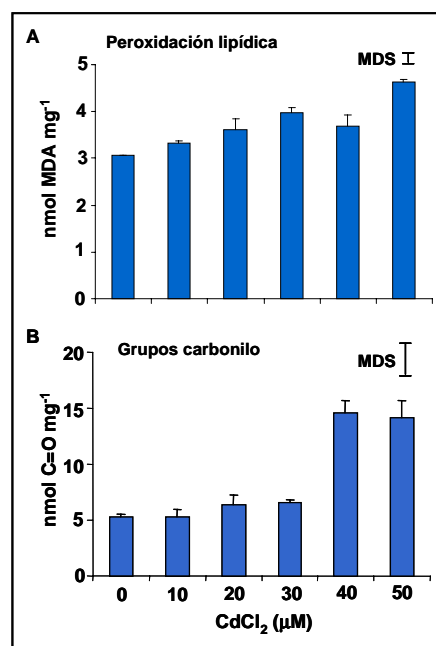 A
Peroxidación lipídica
MDS
nmol MDA mg⁻¹
5
4
3
2
1
0
B
Grupos carbonilo
MDS
nmol C=O mg⁻¹
20
15
10
5
0
0 10 20 30 40 50
CdCl₂ (µM)